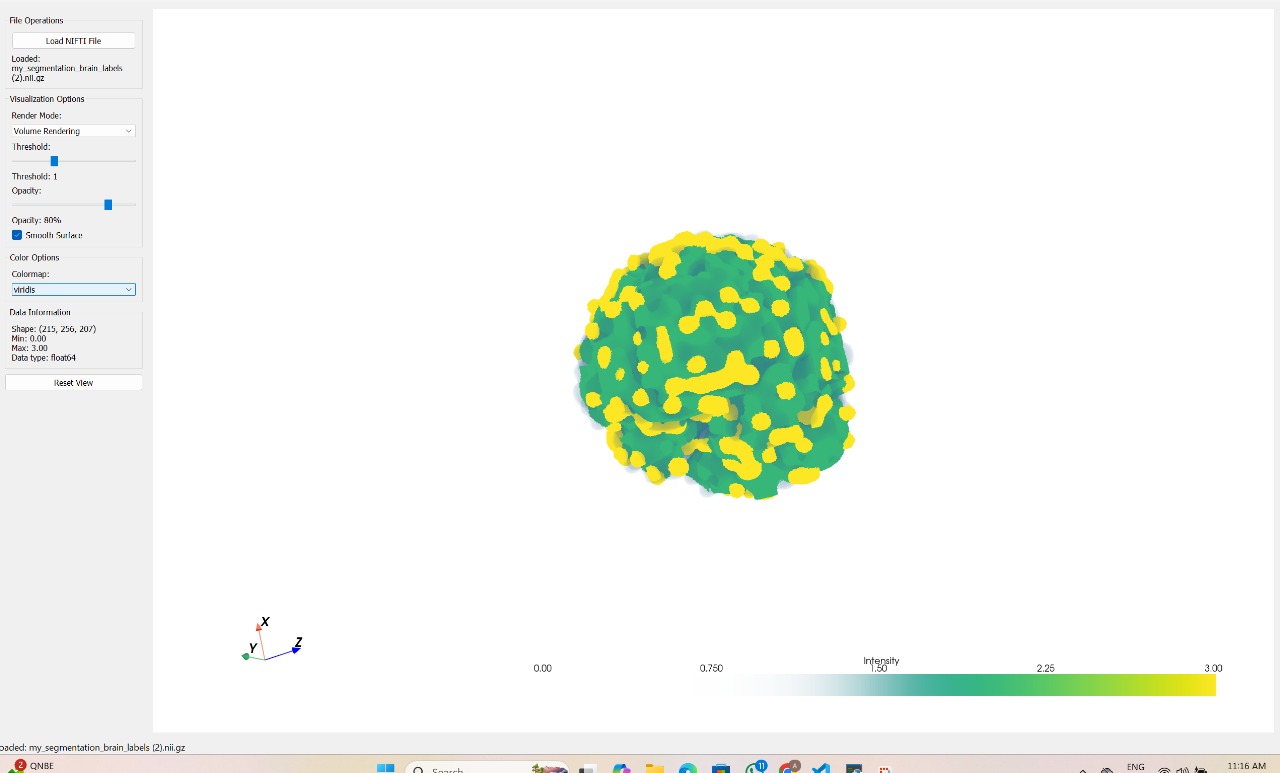 File Operations
Load NIFTI File
Loaded:
my_segmentation_brain_labels
(2).nii.gz
Visualization Options
Render Mode:
Volume Rendering
Threshold:
Threshold: 1
Opacity:
Opacity: 80%
Smooth Surface
Color Options
Colormap:
viridis
Data Information
Shape: (215, 256, 207)
Min: 0.00
Max: 3.00
Data type: float64
Reset View
X
Y
Z
Intensity
0.00 0.750 1.50 2.25 3.00
oaded: my_segmentation_brain_labels (2).nii.gz
2
QNBE
Search
11
A
ENG
11:16 AM